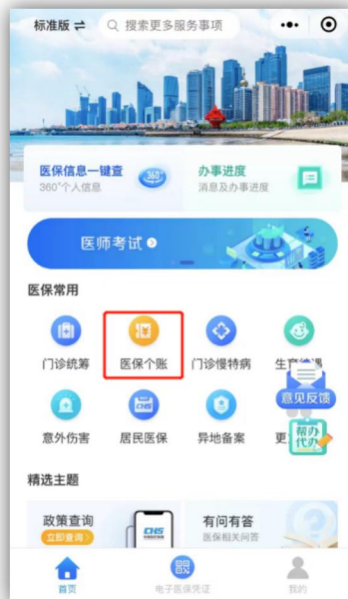 标准版
搜索更多服务事项
医保信息一键查
360°个人信息
360°
办事进度
消息及办事进度
医师考试
医保常用
门诊统筹
医保个账
门诊慢特病
意见反馈
意外伤害
居民医保
异地备案
帮办
代办
精选主题
政策查询
立即查询
CHS
有问有答
医保相关问答
首页
电子医保凭证
我的